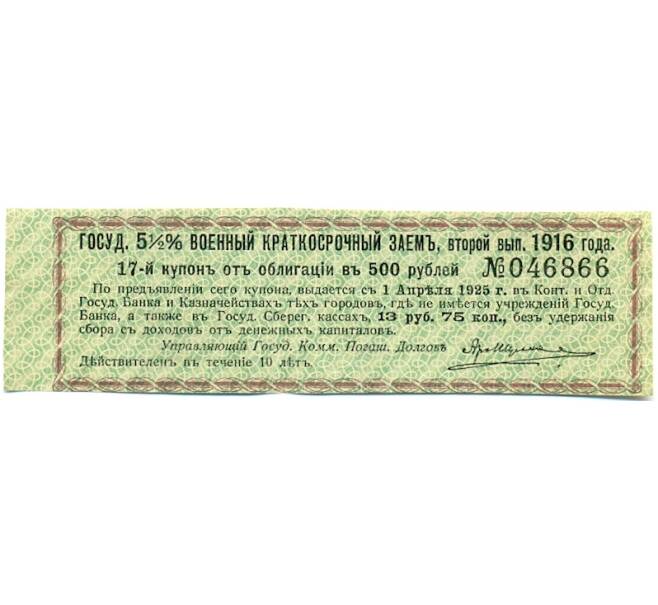 ГОСУД. 5½% ВОЕННЫЙ КРАТКОСРОЧНЫЙ ЗАЕМЪ, ВТОРОЙ ВЫП. 1916 ГОДА.
17-й купонъ отъ облигаціи въ 500 рублей №046866
По предъявленіи сего купона, выдается съ 1 Апрѣля 1925 г. въ Конт. и Отд.
Госуд. Банка и Казначействахъ тѣхъ городовъ, гдѣ не имѣется учрежденій Госуд.
Банка, а также въ Госуд. Сберег. кассахъ, 13 руб. 75 коп., безъ удержанія
сбора съ доходовъ отъ денежныхъ капиталовъ.
Управляющій Госуд. Комм. Погаш. Долговъ
Дѣйствителенъ въ теченіе 10 лѣтъ.